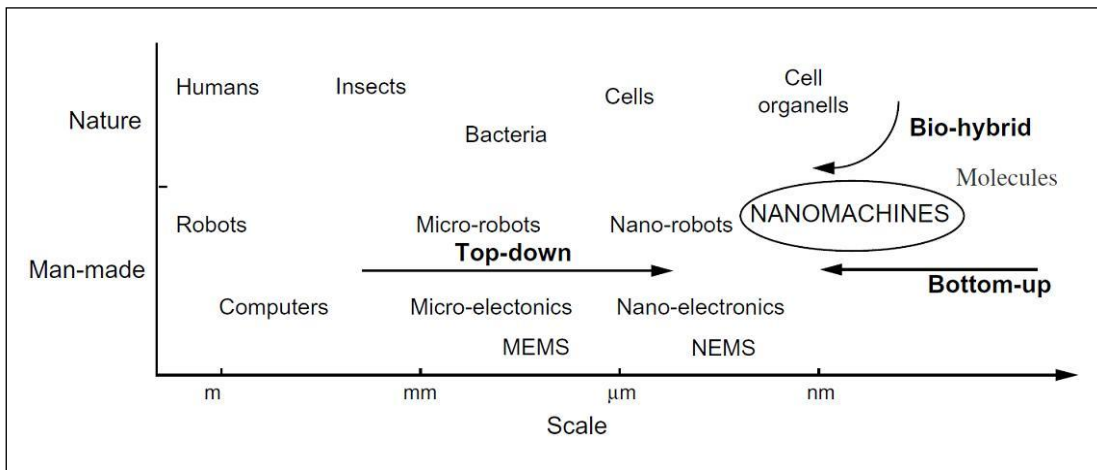 Humans
Insects
Cells
Cell
organells
Nature
Bacteria
Bio-hybrid
Molecules
Robots
Micro-robots
Nano-robots
NANOMACHINES
Top-down
Man-made
Bottom-up
Computers
Micro-electonics
Nano-electronics
MEMS
NEMS
m
mm
μm
nm
Scale